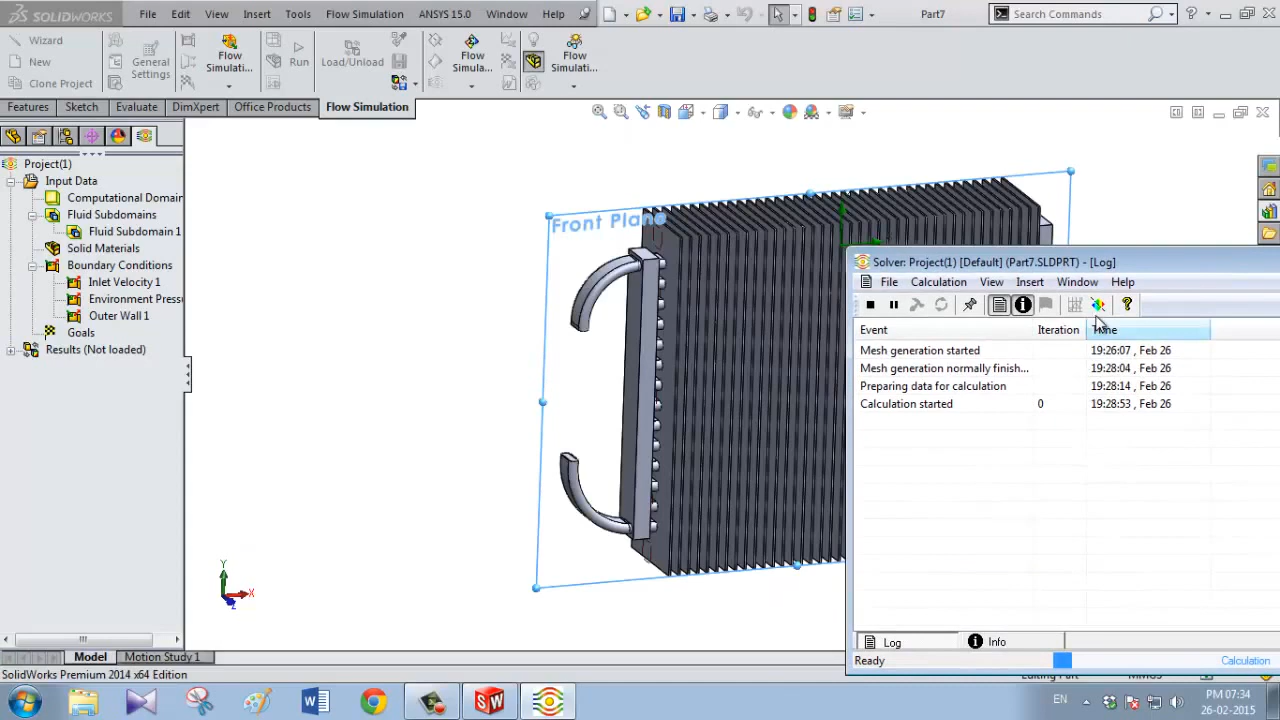 SOLIDWORKS File Edit View Insert Tools Flow Simulation ANSYS 15.0 Window Help Part7 Search Commands
Wizard
New
Clone Project
General Settings
Flow Simulati...
Run
Load/Unload
Flow Simula...
Flow Simulati...
Features Sketch Evaluate DimXpert Office Products Flow Simulation
Project(1)
Input Data
Computational Domain
Fluid Subdomains
Fluid Subdomain 1
Solid Materials
Boundary Conditions
Inlet Velocity 1
Environment Pressu
Outer Wall 1
Goals
Results (Not loaded)
Front Plane
Y
X
Z
Solver: Project(1) [Default] (Part7.SLDPRT) - [Log]
File Calculation View Insert Window Help
Event Iteration
Mesh generation started 19:26:07 , Feb 26
Mesh generation normally finish... 19:28:04 , Feb 26
Preparing data for calculation 19:28:14 , Feb 26
Calculation started 0 19:28:53 , Feb 26
Log Info
Ready Calculation
Model Motion Study 1
SolidWorks Premium 2014 x64 Edition
EN
PM 07:34
26-02-2015